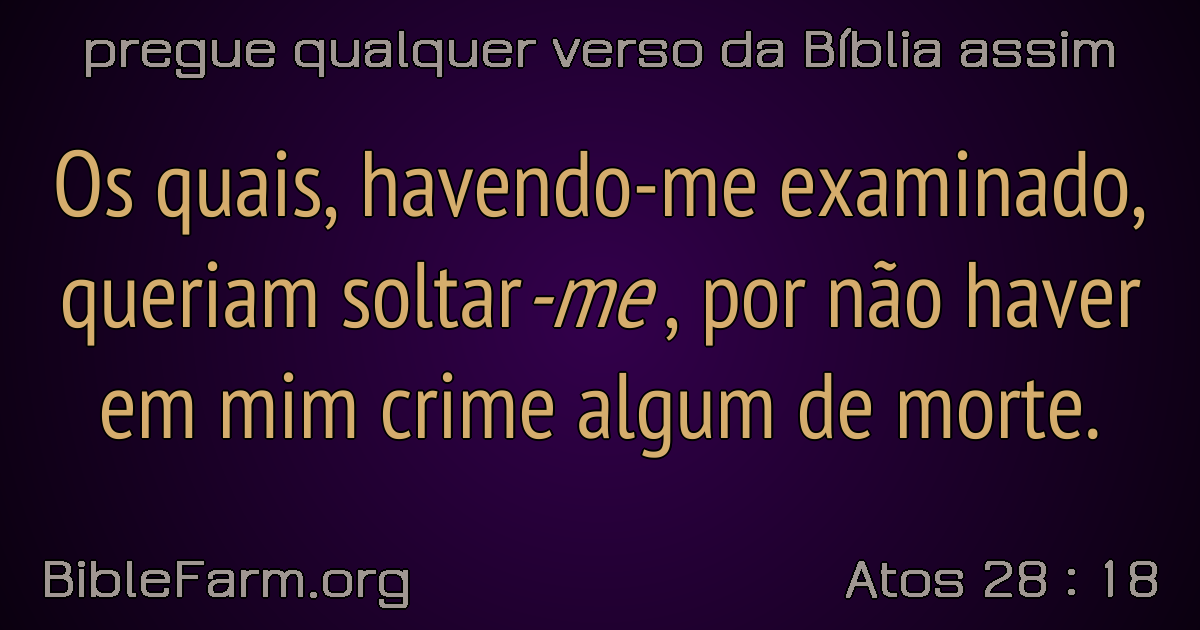 pregue qualquer verso da Bíblia assim
Os quais, havendo-me examinado,
queriam soltar-me, por não haver
em mim crime algum de morte.
BibleFarm.org
Atos 28 : 18